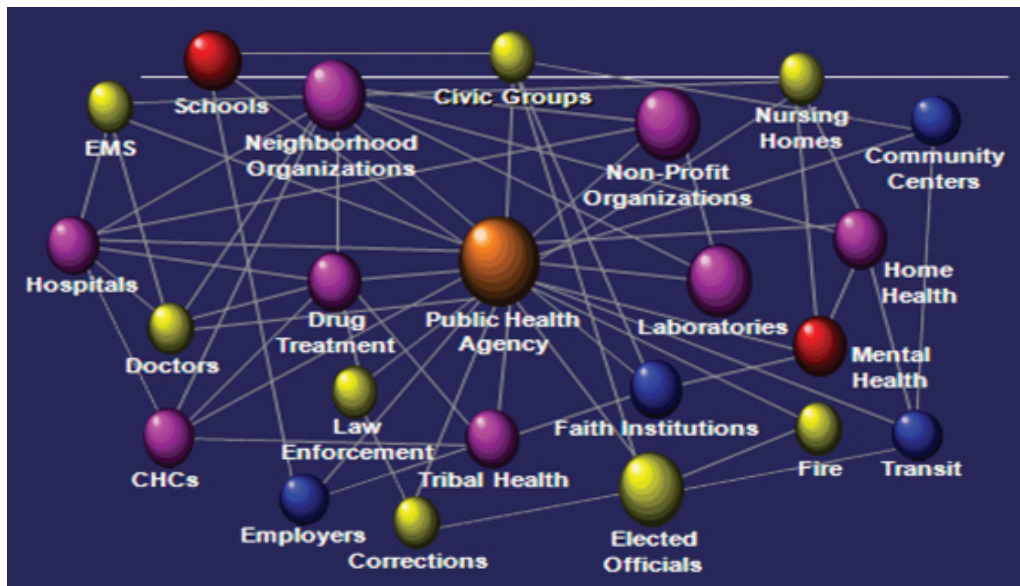 Schools
Civic Groups
EMS
Neighborhood
Organizations
Nursing
Homes
Non-Profit
Organizations
Community
Centers
Hospitals
Drug
Treatment
Public Health
Agency
Laboratories
Home
Health
Doctors
Mental
Health
Law
Enforcement
Faith Institutions
CHCs
Tribal Health
Fire
Transit
Employers
Corrections
Elected
Officials